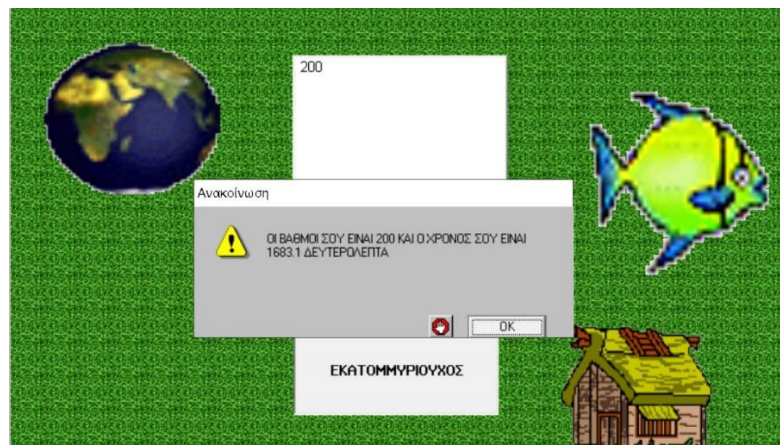 200
Ανακοίνωση
ΟΙ ΒΑΘΜΟΙ ΣΟΥ ΕΙΝΑΙ 200 ΚΑΙ Ο ΧΡΟΝΟΣ ΣΟΥ ΕΙΝΑΙ
1683.1 ΔΕΥΤΕΡΟΛΕΠΤΑ
OK
ΕΚΑΤΟΜΜΥΡΙΟΥΧΟΣ